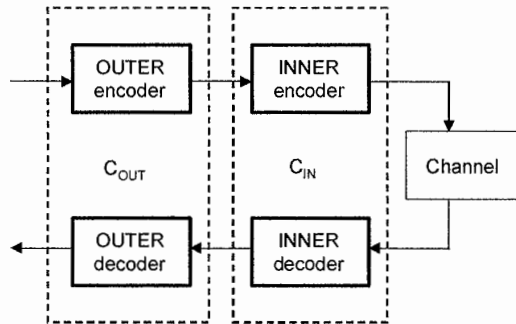 OUTER
encoder
INNER
encoder
C_OUT
C_IN
Channel
OUTER
decoder
INNER
decoder